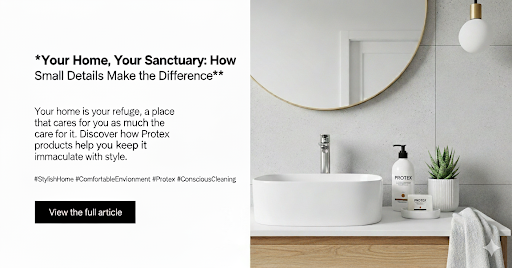 *Your Home, Your Sanctuary: How
Small Details Make the Difference**
Your home is your refuge, a place
that cares for you as much the
care for it. Discover how Protex
products help you keep it
immaculate with style.
#StylishHome #ComfortableEnvionment #Protex #ConsciousCleaning
View the full article
PROTEX